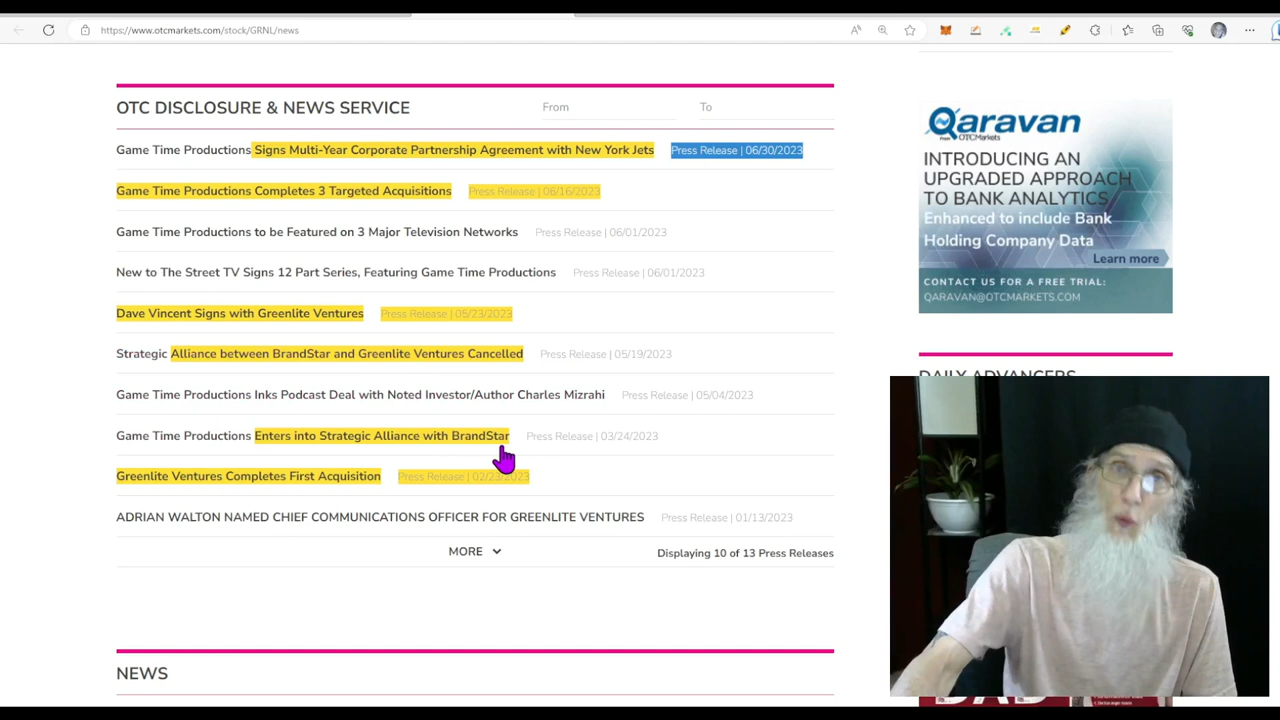 https://www.otcmarkets.com/stock/GRNL/news
OTC DISCLOSURE & NEWS SERVICE
From
To
Game Time Productions Signs Multi-Year Corporate Partnership Agreement with New York Jets Press Release | 06/30/2023
Game Time Productions Completes 3 Targeted Acquisitions Press Release | 06/16/2023
Game Time Productions to be Featured on 3 Major Television Networks Press Release | 06/01/2023
New to The Street TV Signs 12 Part Series, Featuring Game Time Productions Press Release | 06/01/2023
Dave Vincent Signs with Greenlite Ventures Press Release | 05/23/2023
Strategic Alliance between BrandStar and Greenlite Ventures Cancelled Press Release | 05/19/2023
Game Time Productions Inks Podcast Deal with Noted Investor/Author Charles Mizrahi Press Release | 05/04/2023
Game Time Productions Enters into Strategic Alliance with BrandStar Press Release | 03/24/2023
Greenlite Ventures Completes First Acquisition Press Release | 02/23/2023
ADRIAN WALTON NAMED CHIEF COMMUNICATIONS OFFICER FOR GREENLITE VENTURES Press Release | 01/13/2023
MORE
Displaying 10 of 13 Press Releases
NEWS
Qaravan
From OTCMarkets
INTRODUCING AN
UPGRADED APPROACH
TO BANK ANALYTICS
Enhanced to include Bank
Holding Company Data
Learn more
CONTACT US FOR A FREE TRIAL:
QARAVAN@OTCMARKETS.COM
DAILY ADVANCERS